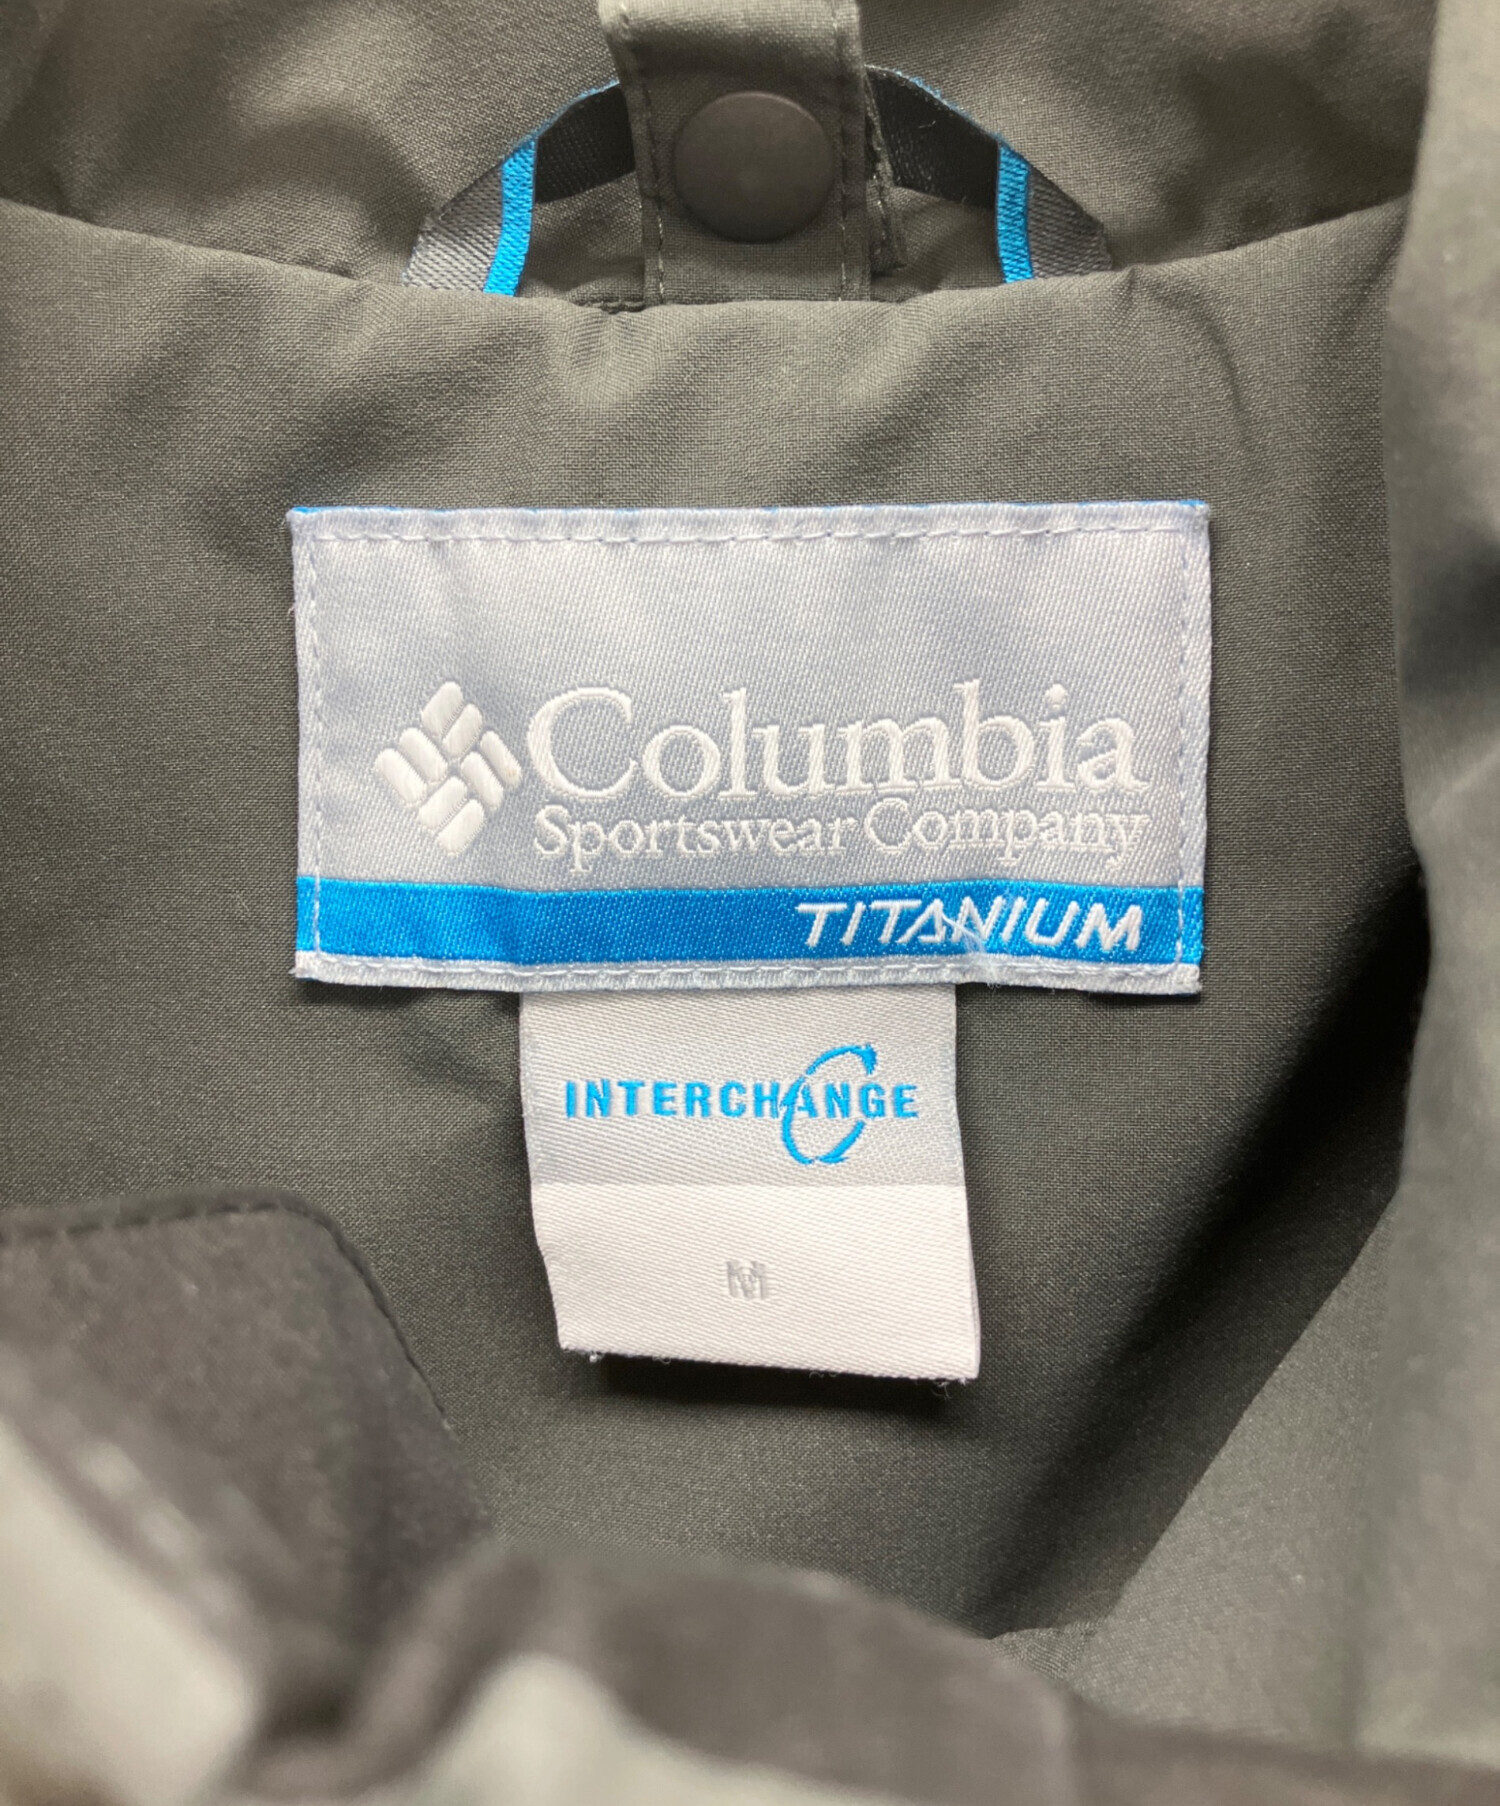 Columbia
Sportswear Company
TITANIUM
INTERCHANGE
M